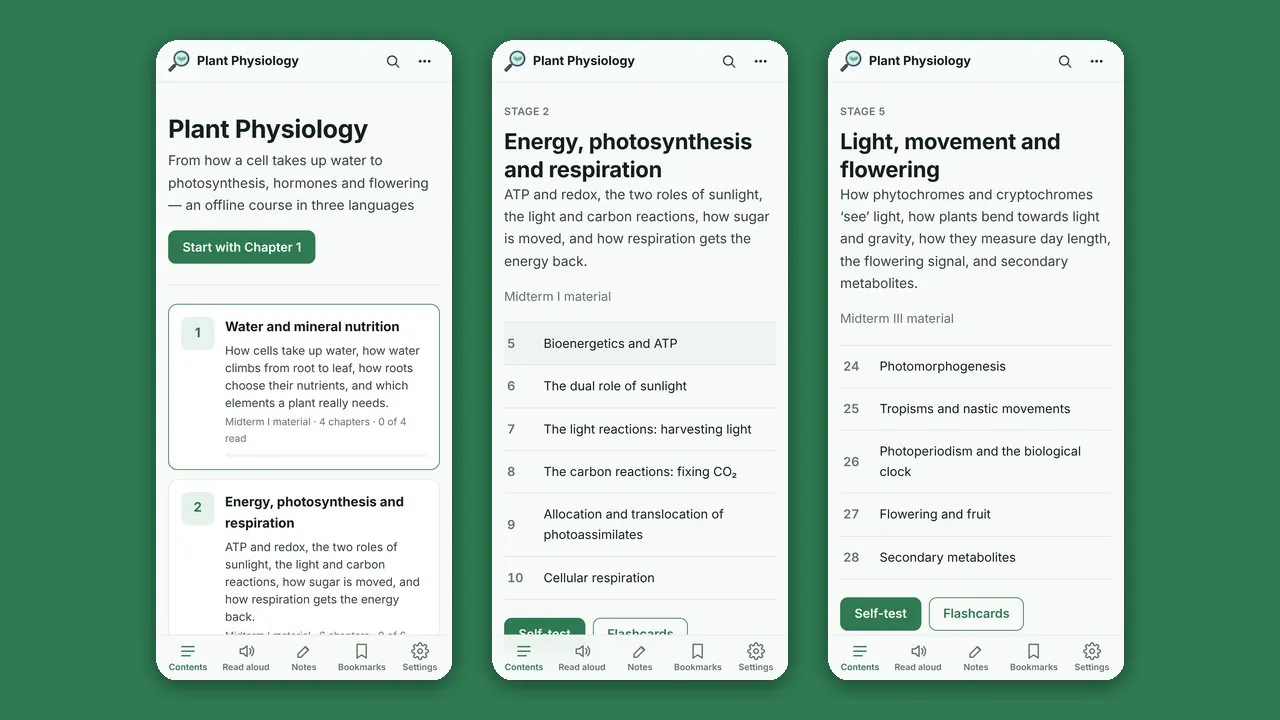 Plant Physiology
Plant Physiology
From how a cell takes up water to
photosynthesis, hormones and flowering
— an offline course in three languages
Start with Chapter 1
1
Water and mineral nutrition
How cells take up water, how water
climbs from root to leaf, how roots
choose their nutrients, and which
elements a plant really needs.
Midterm I material · 4 chapters · 0 of 4
read
2
Energy, photosynthesis and
respiration
ATP and redox, the two roles of
sunlight, the light and carbon
reactions, how sugar is moved, and
how respiration gets the energy
back.
Midterm I material · 6 chapters · 0 of 6
Contents
Read aloud
Notes
Bookmarks
Settings
Plant Physiology
STAGE 2
Energy, photosynthesis
and respiration
ATP and redox, the two roles of sunlight,
the light and carbon reactions, how sugar
is moved, and how respiration gets the
energy back.
Midterm I material
5 Bioenergetics and ATP
6 The dual role of sunlight
7 The light reactions: harvesting light
8 The carbon reactions: fixing CO₂
9 Allocation and translocation of
photoassimilates
10 Cellular respiration
Self-test
Flashcards
Contents
Read aloud
Notes
Bookmarks
Settings
Plant Physiology
STAGE 5
Light, movement and
flowering
How phytochromes and cryptochromes
‘see’ light, how plants bend towards light
and gravity, how they measure day length,
the flowering signal, and secondary
metabolites.
Midterm III material
24 Photomorphogenesis
25 Tropisms and nastic movements
26 Photoperiodism and the biological
clock
27 Flowering and fruit
28 Secondary metabolites
Self-test
Flashcards
Contents
Read aloud
Notes
Bookmarks
Settings